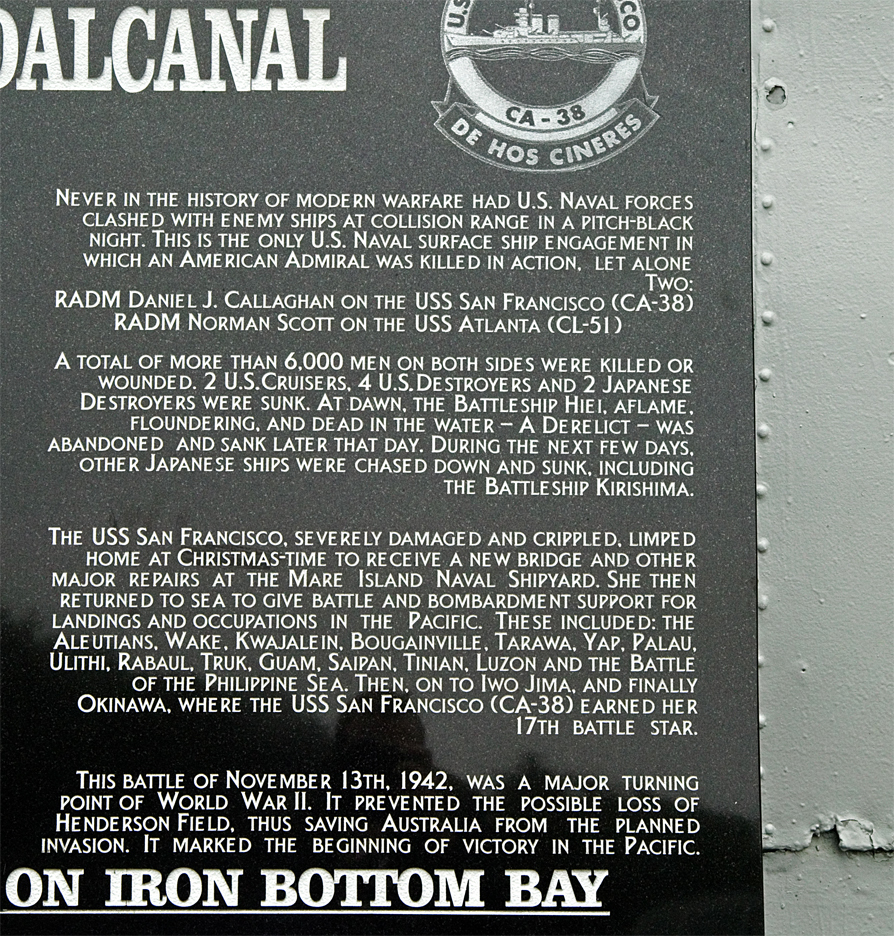 DALCANAL
U.S CO
CA - 38
DE HOS CINERES
NEVER IN THE HISTORY OF MODERN WARFARE HAD U.S. NAVAL FORCES
CLASHED WITH ENEMY SHIPS AT COLLISION RANGE IN A PITCH-BLACK
NIGHT. THIS IS THE ONLY U.S. NAVAL SURFACE SHIP ENGAGEMENT IN
WHICH AN AMERICAN ADMIRAL WAS KILLED IN ACTION, LET ALONE
TWO:
RADM DANIEL J. CALLAGHAN ON THE USS SAN FRANCISCO (CA-38)
RADM NORMAN SCOTT ON THE USS ATLANTA (CL-51)
A TOTAL OF MORE THAN 6,000 MEN ON BOTH SIDES WERE KILLED OR
WOUNDED. 2 U.S.CRUISERS, 4 U.S.DESTROYERS AND 2 JAPANESE
DESTROYERS WERE SUNK. AT DAWN, THE BATTLESHIP HIEI, AFLAME,
FLOUNDERING, AND DEAD IN THE WATER – A DERELICT – WAS
ABANDONED AND SANK LATER THAT DAY. DURING THE NEXT FEW DAYS,
OTHER JAPANESE SHIPS WERE CHASED DOWN AND SUNK, INCLUDING
THE BATTLESHIP KIRISHIMA.
THE USS SAN FRANCISCO, SEVERELY DAMAGED AND CRIPPLED, LIMPED
HOME AT CHRISTMAS-TIME TO RECEIVE A NEW BRIDGE AND OTHER
MAJOR REPAIRS AT THE MARE ISLAND NAVAL SHIPYARD. SHE THEN
RETURNED TO SEA TO GIVE BATTLE AND BOMBARDMENT SUPPORT FOR
LANDINGS AND OCCUPATIONS IN THE PACIFIC. THESE INCLUDED: THE
ALEUTIANS, WAKE, KWAJALEIN, BOUGAINVILLE, TARAWA, YAP, PALAU,
ULITHI, RABAUL, TRUK, GUAM, SAIPAN, TINIAN, LUZON AND THE BATTLE
OF THE PHILIPPINE SEA. THEN, ON TO IWO JIMA, AND FINALLY
OKINAWA, WHERE THE USS SAN FRANCISCO (CA-38) EARNED HER
17TH BATTLE STAR.
THIS BATTLE OF NOVEMBER 13TH, 1942, WAS A MAJOR TURNING
POINT OF WORLD WAR II. IT PREVENTED THE POSSIBLE LOSS OF
HENDERSON FIELD, THUS SAVING AUSTRALIA FROM THE PLANNED
INVASION. IT MARKED THE BEGINNING OF VICTORY IN THE PACIFIC.
ON IRON BOTTOM BAY